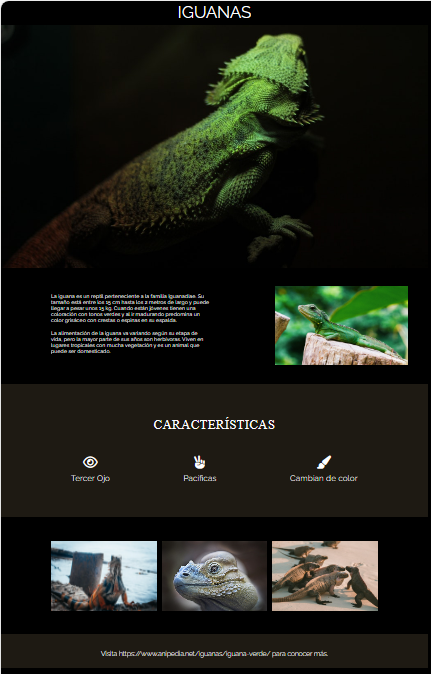 IGUANAS
La iguana es un reptil perteneciente a la familia Iguanadiae. Su
tamaño está entre los 15 cm hasta los 2 metros de largo y puede
llegar a pesar unos 15 kg. Cuando están jóvenes tienen una
coloración con tonos verdes y al ir madurando predomina un
color grisáceo con crestas o espinas en su espalda.
La alimentación de la iguana va variando según su etapa de
vida, pero la mayor parte de sus años son herbívoras. Viven en
lugares tropicales con mucha vegetación y es un animal que
puede ser domesticado.
CARACTERÍSTICAS
Tercer Ojo
Pacíficas
Cambian de color
Visita https://www.anipedia.net/iguanas/iguana-verde/ para conocer más.